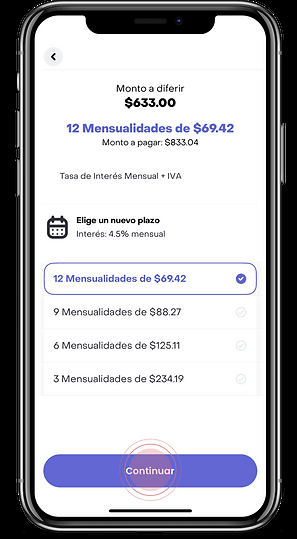 Monto a diferir
$633.00
12 Mensualidades de $69.42
Monto a pagar: $833.04
Tasa de Interés Mensual + IVA
Elige un nuevo plazo
Interés: 4.5% mensual
12 Mensualidades de $69.42
9 Mensualidades de $88.27
6 Mensualidades de $125.11
3 Mensualidades de $234.19
Continuar